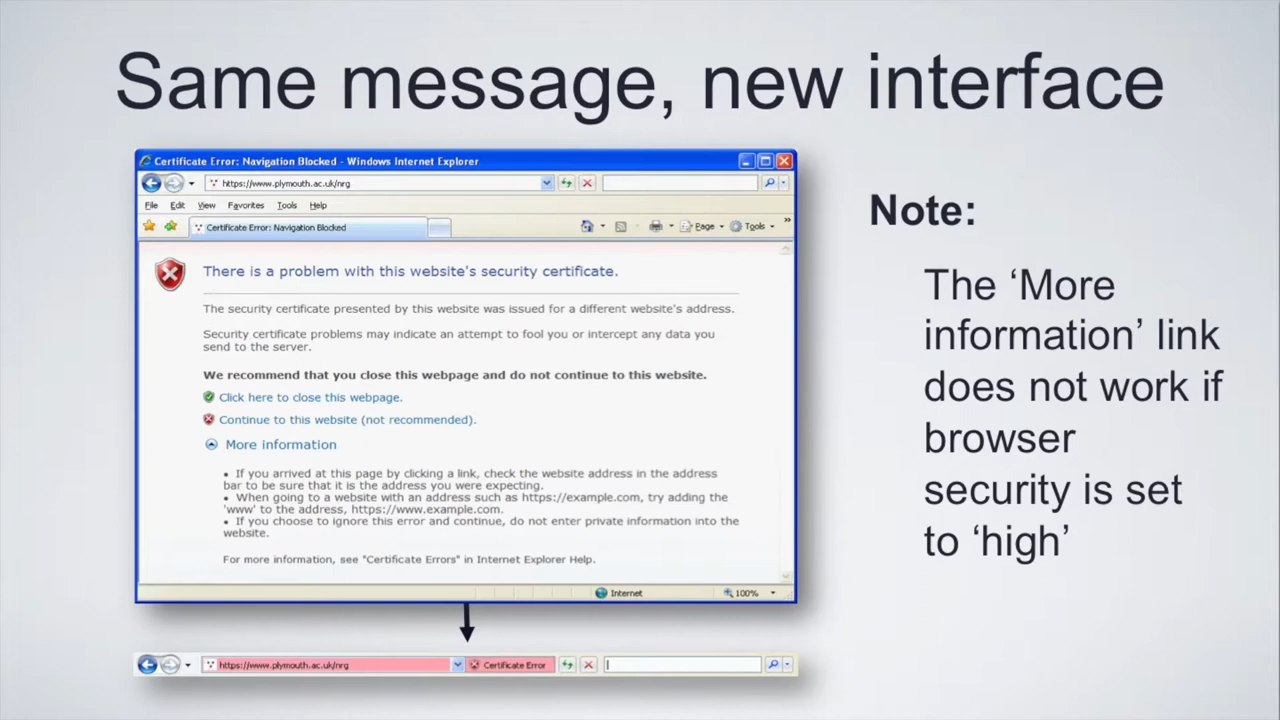 Same message, new interface
Certificate Error: Navigation Blocked - Windows Internet Explorer
https://www.plymouth.ac.uk/nrg
File Edit View Favorites Tools Help
Certificate Error: Navigation Blocked
Page Tools »
There is a problem with this website's security certificate.
The security certificate presented by this website was issued for a different website's address.
Security certificate problems may indicate an attempt to fool you or intercept any data you
send to the server.
We recommend that you close this webpage and do not continue to this website.
Click here to close this webpage.
Continue to this website (not recommended).
More information
• If you arrived at this page by clicking a link, check the website address in the address
bar to be sure that it is the address you were expecting.
• When going to a website with an address such as https://example.com, try adding the
'www' to the address, https://www.example.com.
• If you choose to ignore this error and continue, do not enter private information into the
website.
For more information, see "Certificate Errors" in Internet Explorer Help.
Internet 100%
https://www.plymouth.ac.uk/nrg Certificate Error
Note:
The ‘More
information’ link
does not work if
browser
security is set
to ‘high’